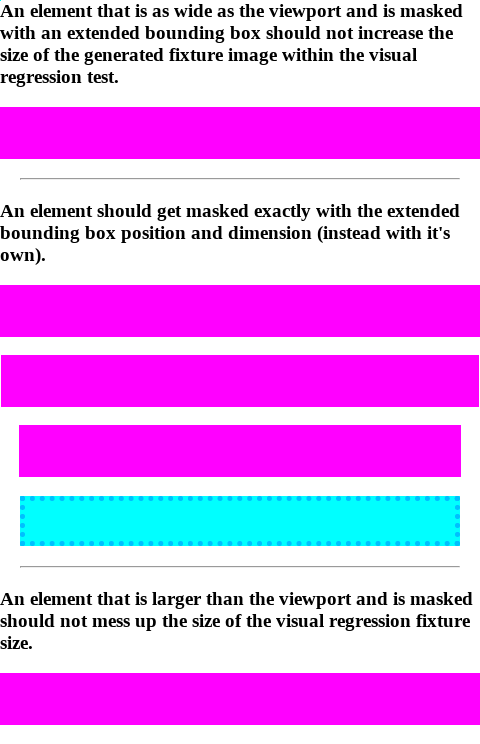 An element that is as wide as the viewport and is masked
with an extended bounding box should not increase the
size of the generated fixture image within the visual
regression test.
An element should get masked exactly with the extended
bounding box position and dimension (instead with it's
own).
An element that is larger than the viewport and is masked
should not mess up the size of the visual regression fixture
size.